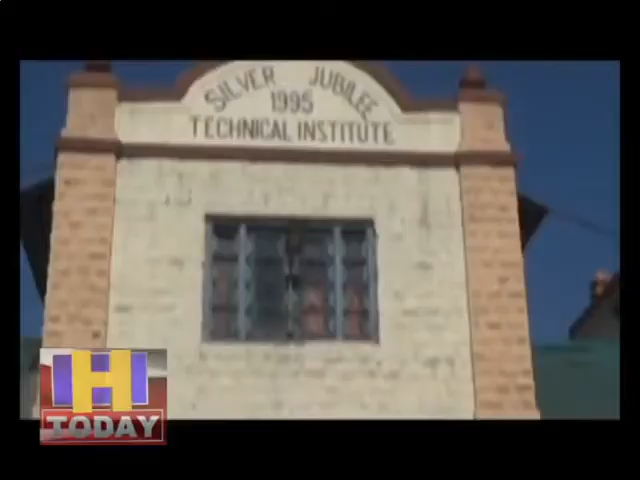 SILVER JUBILEE
1995
TECHNICAL INSTITUTE
H
TODAY